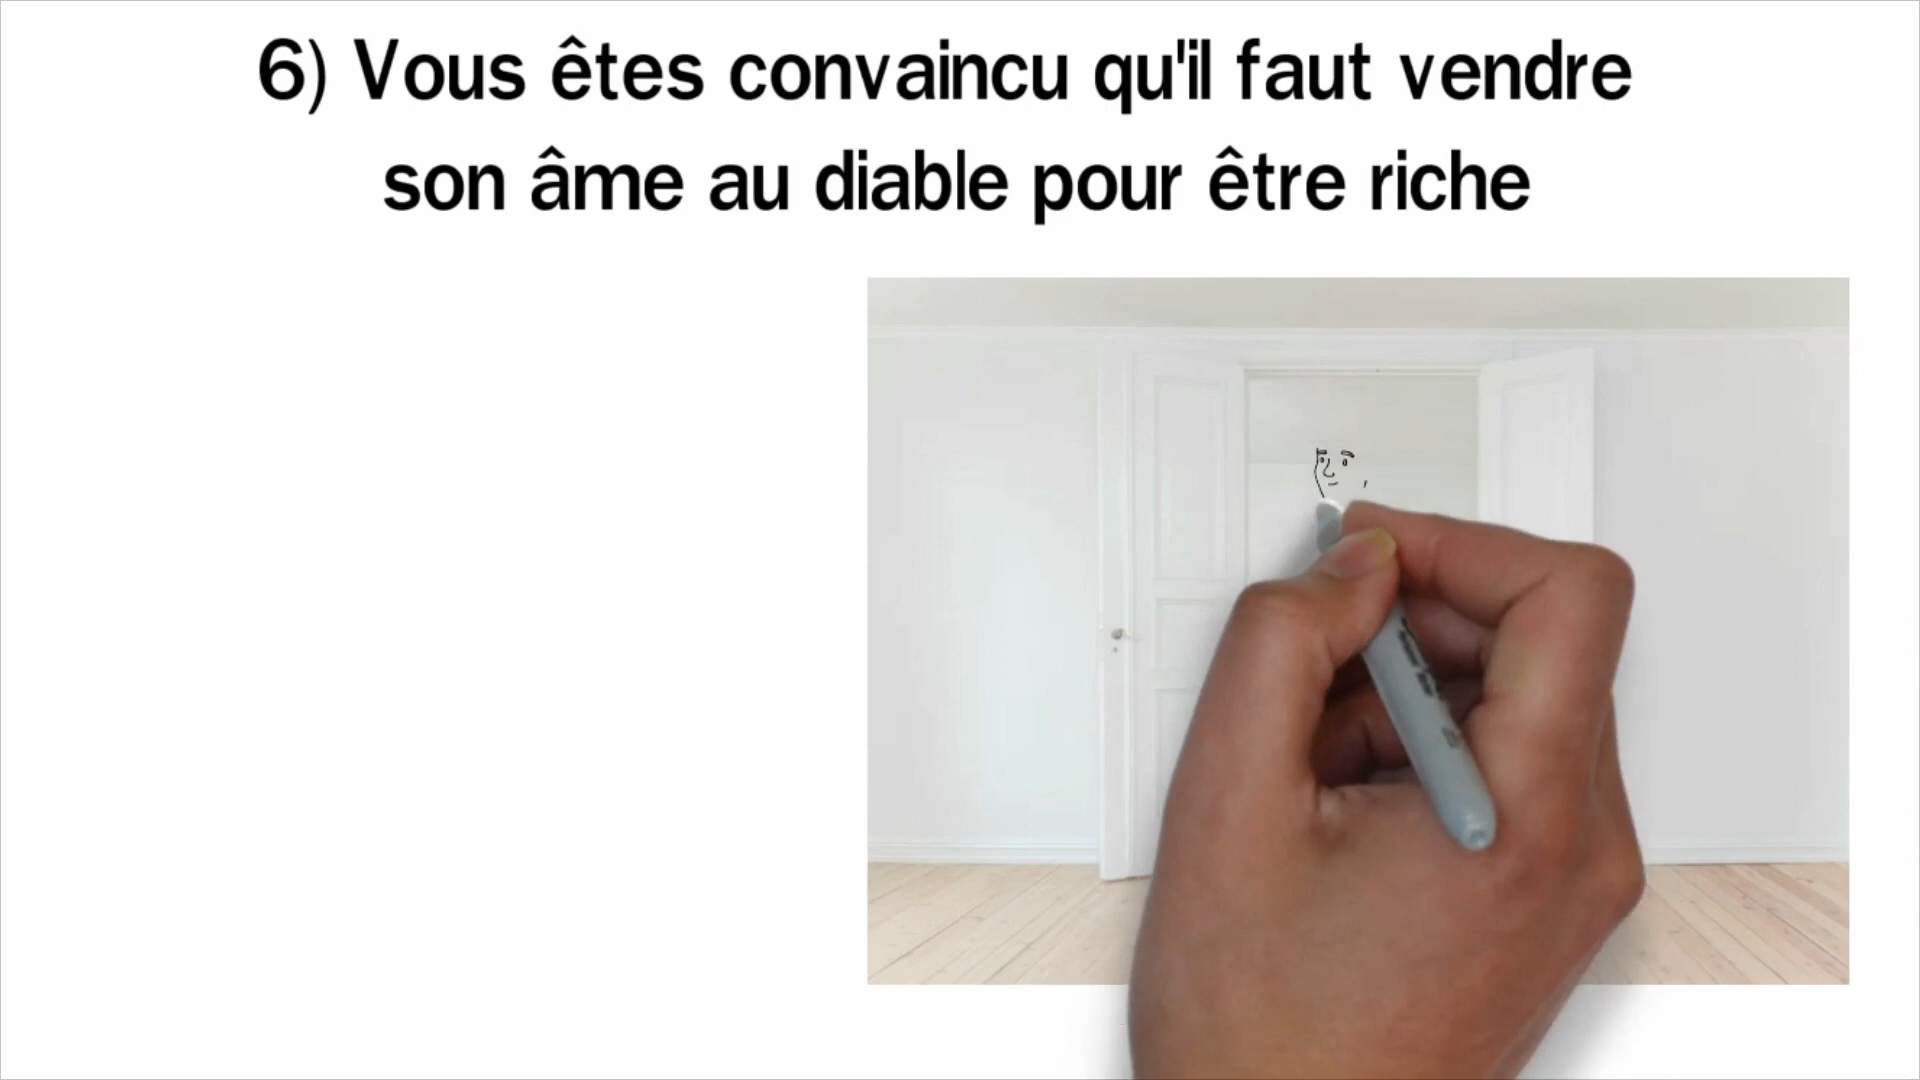 6) Vous êtes convaincu qu'il faut vendre
son âme au diable pour être riche